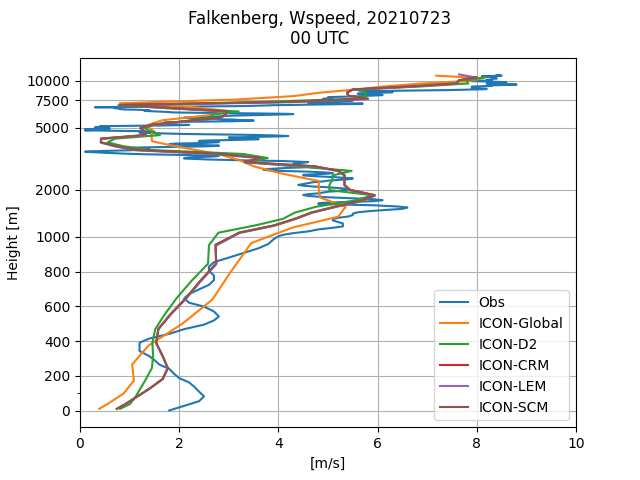 Falkenberg, Wspeed, 20210723
00 UTC
10000
7500
5000
2000
1000
800
600
400
200
0
Height [m]
Obs
ICON-Global
ICON-D2
ICON-CRM
ICON-LEM
ICON-SCM
0 2 4 6 8 10
[m/s]